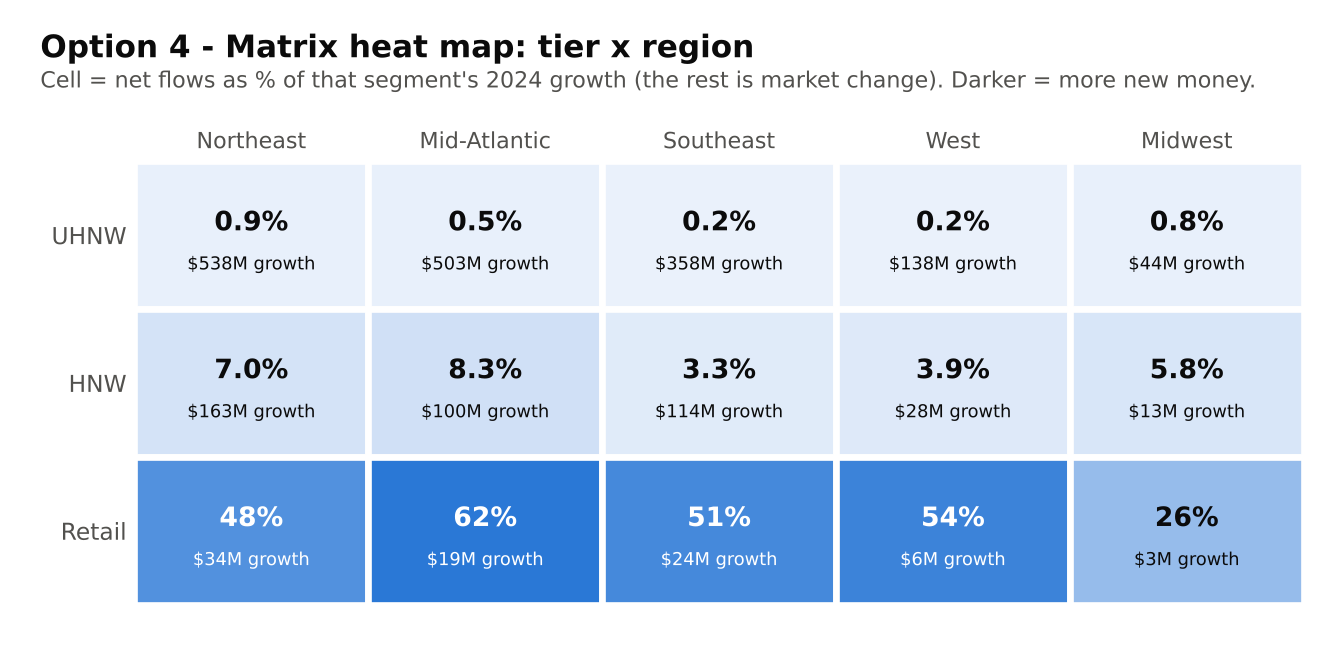 Option 4 - Matrix heat map: tier x region
Cell = net flows as % of that segment's 2024 growth (the rest is market change). Darker = more new money.
Northeast Mid-Atlantic Southeast West Midwest
UHNW 0.9% 0.5% 0.2% 0.2% 0.8%
$538M growth $503M growth $358M growth $138M growth $44M growth
HNW 7.0% 8.3% 3.3% 3.9% 5.8%
$163M growth $100M growth $114M growth $28M growth $13M growth
Retail 48% 62% 51% 54% 26%
$34M growth $19M growth $24M growth $6M growth $3M growth